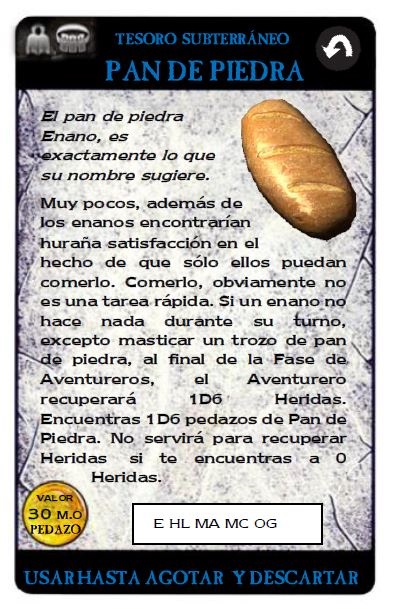 TESORO SUBTERRÁNEO
PAN DE PIEDRA
El pan de piedra
Enano, es
exactamente lo que
su nombre sugiere.
Muy pocos, además de
los enanos encontrarían
huraña satisfacción en el
hecho de que sólo ellos puedan
comerlo. Comerlo, obviamente no
es una tarea rápida. Si un enano no
hace nada durante su turno,
excepto masticar un trozo de pan
de piedra, al final de la Fase de
Aventureros, el Aventurero
recuperará 1D6 Heridas.
Encuentras 1D6 pedazos de Pan de
Piedra. No servirá para recuperar
Heridas si te encuentras a 0
Heridas.
VALOR
30 M.O
PEDAZO
E HL MA MC OG
USAR HASTA AGOTAR Y DESCARTAR